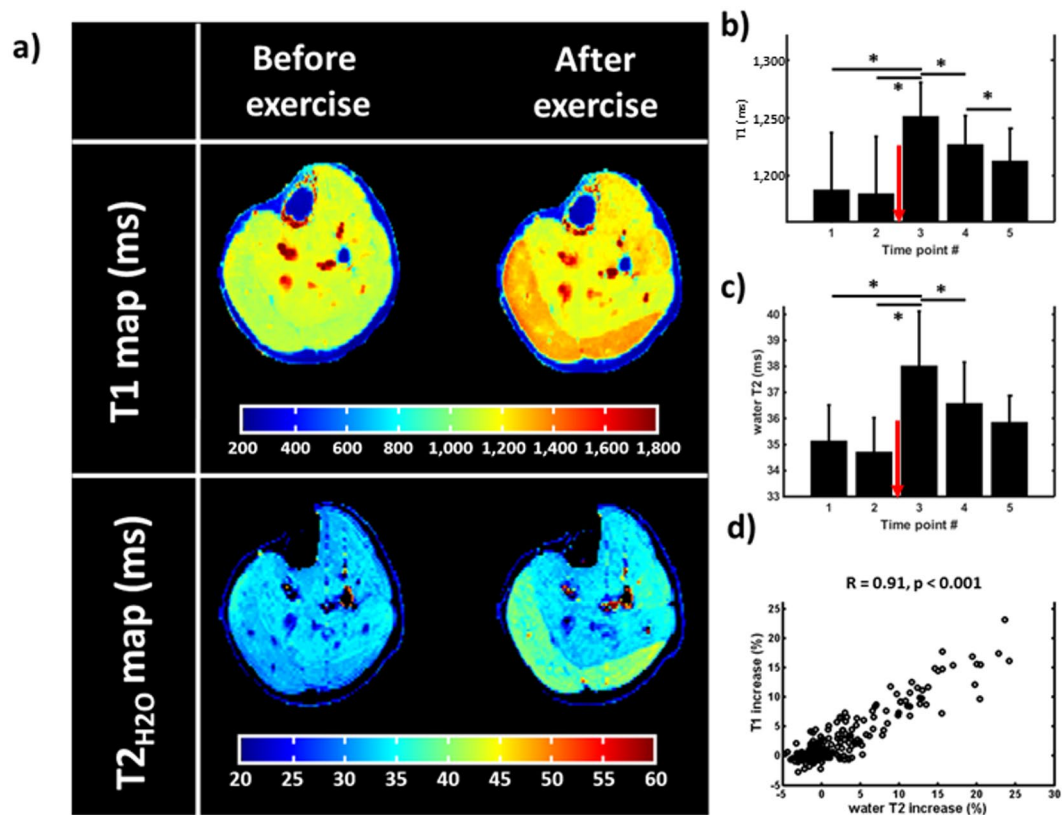 a)
Before
exercise
After
exercise
T1 map (ms)
200 400 600 800 1,000 1,200 1,400 1,600 1,800
T2H2O map (ms)
20 25 30 35 40 45 50 55 60
b)
1,300
1,250
1,200
T1 (ms)
* * * *
1 2 3 4 5
Time point #
c)
40
39
38
37
36
35
34
33
water T2 (ms)
* * *
1 2 3 4 5
Time point #
d)
R = 0.91, p < 0.001
25
20
15
10
5
0
-5
T1 increase (%)
-5 0 5 10 15 20 25 30
water T2 increase (%)